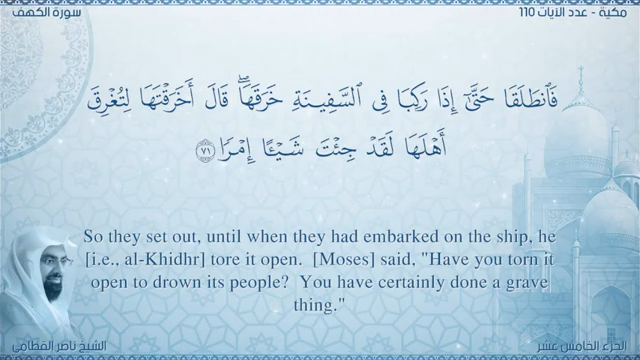 مكية - عدد الآيات 110
سورة الكهف
فَٱنطَلَقَا حَتَّىٰٓ إِذَا رَكِبَا فِى ٱلسَّفِينَةِ خَرَقَهَا ۖ قَالَ أَخَرَقْتَهَا لِتُغْرِقَ
أَهْلَهَا لَقَدْ جِئْتَ شَيْـًٔا إِمْرًا ٧١
So they set out, until when they had embarked on the ship, he
[i.e., al-Khidhr] tore it open. [Moses] said, "Have you torn it
open to drown its people? You have certainly done a grave
thing."
الجزء الخامس عشر
الشيخ ناصر القطامي